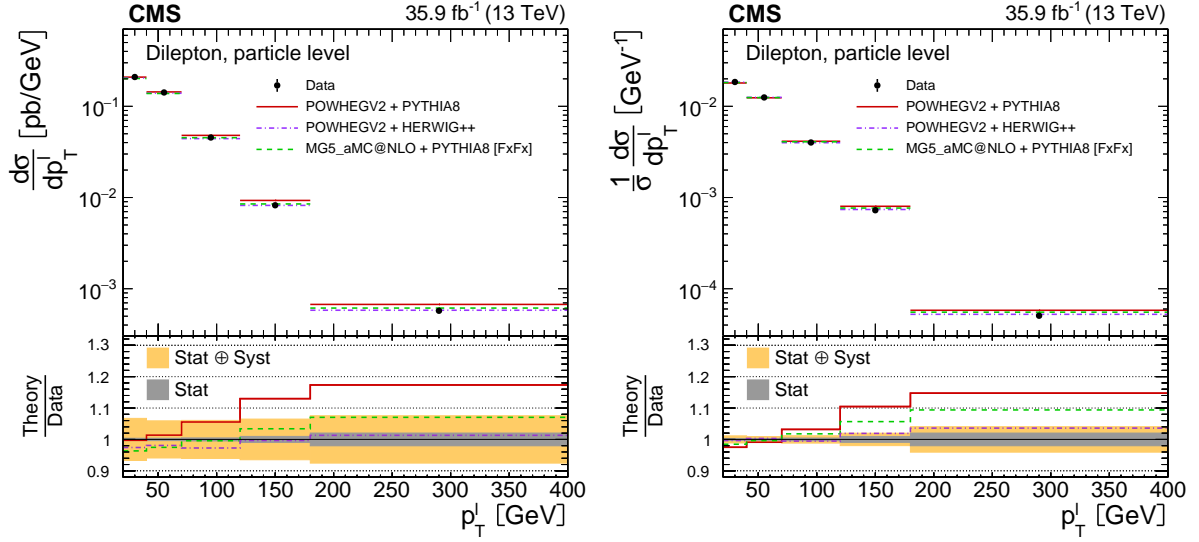 CMS 35.9 fb⁻¹ (13 TeV)
Dilepton, particle level
Data
POWHEGV2 + PYTHIA8
POWHEGV2 + HERWIG++
MG5_aMC@NLO + PYTHIA8 [FxFx]
dσ/dp_T^l [pb/GeV]
10⁻¹
10⁻²
10⁻³
Stat ⊕ Syst
Stat
Theory/Data
1.3
1.2
1.1
1
0.9
50 100 150 200 250 300 350 400
p_T^l [GeV]
CMS 35.9 fb⁻¹ (13 TeV)
Dilepton, particle level
Data
POWHEGV2 + PYTHIA8
POWHEGV2 + HERWIG++
MG5_aMC@NLO + PYTHIA8 [FxFx]
1/σ dσ/dp_T^l [GeV⁻¹]
10⁻²
10⁻³
10⁻⁴
Stat ⊕ Syst
Stat
Theory/Data
1.3
1.2
1.1
1
0.9
50 100 150 200 250 300 350 400
p_T^l [GeV]